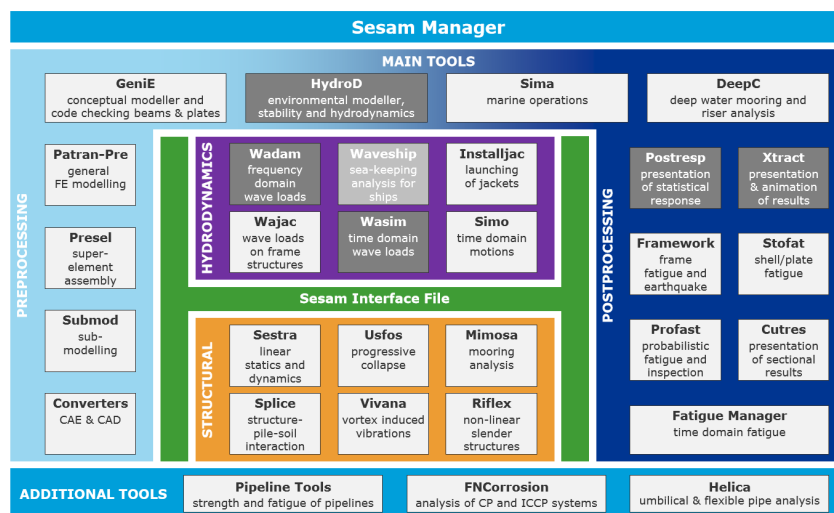 Sesam Manager
MAIN TOOLS
GeniE
conceptual modeller and
code checking beams & plates
HydroD
environmental modeller,
stability and hydrodynamics
Sima
marine operations
DeepC
deep water mooring and
riser analysis
PREPROCESSING
Patran-Pre
general
FE modelling
Presel
super-
element
assembly
Submod
sub-
modelling
Converters
CAE & CAD
HYDRODYNAMICS
Wadam
frequency
domain
wave loads
Waveship
sea-keeping
analysis for
ships
Installjac
launching
of jackets
Wajac
wave loads
on frame
structures
Wasim
time domain
wave loads
Simo
time domain
motions
Sesam Interface File
STRUCTURAL
Sestra
linear
statics and
dynamics
Usfos
progressive
collapse
Mimosa
mooring
analysis
Splice
structure-
pile-soil
interaction
Vivana
vortex induced
vibrations
Riflex
non-linear
slender
structures
POSTPROCESSING
Postresp
presentation
of statistical
response
Xtract
presentation
& animation
of results
Framework
frame
fatigue and
earthquake
Stofat
shell/plate
fatigue
Profast
probabilistic
fatigue and
inspection
Cutres
presentation
of sectional
results
Fatigue Manager
time domain fatigue
ADDITIONAL TOOLS
Pipeline Tools
strength and fatigue of pipelines
FNCorrosion
analysis of CP and ICCP systems
Helica
umbilical & flexible pipe analysis